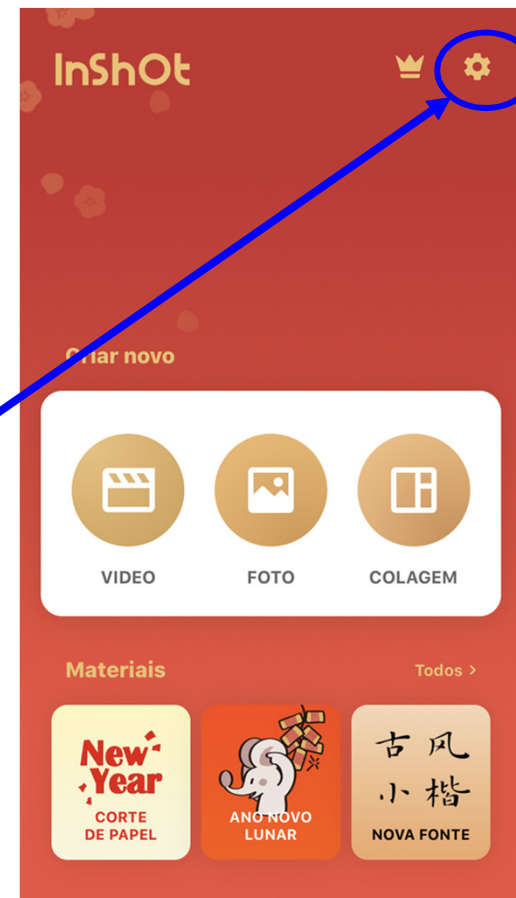 InShOt
Criar novo
VIDEO
FOTO
COLAGEM
Materiais
Todos >
New
Year
CORTE
DE PAPEL
ANO NOVO
LUNAR
古风
小楷
NOVA FONTE